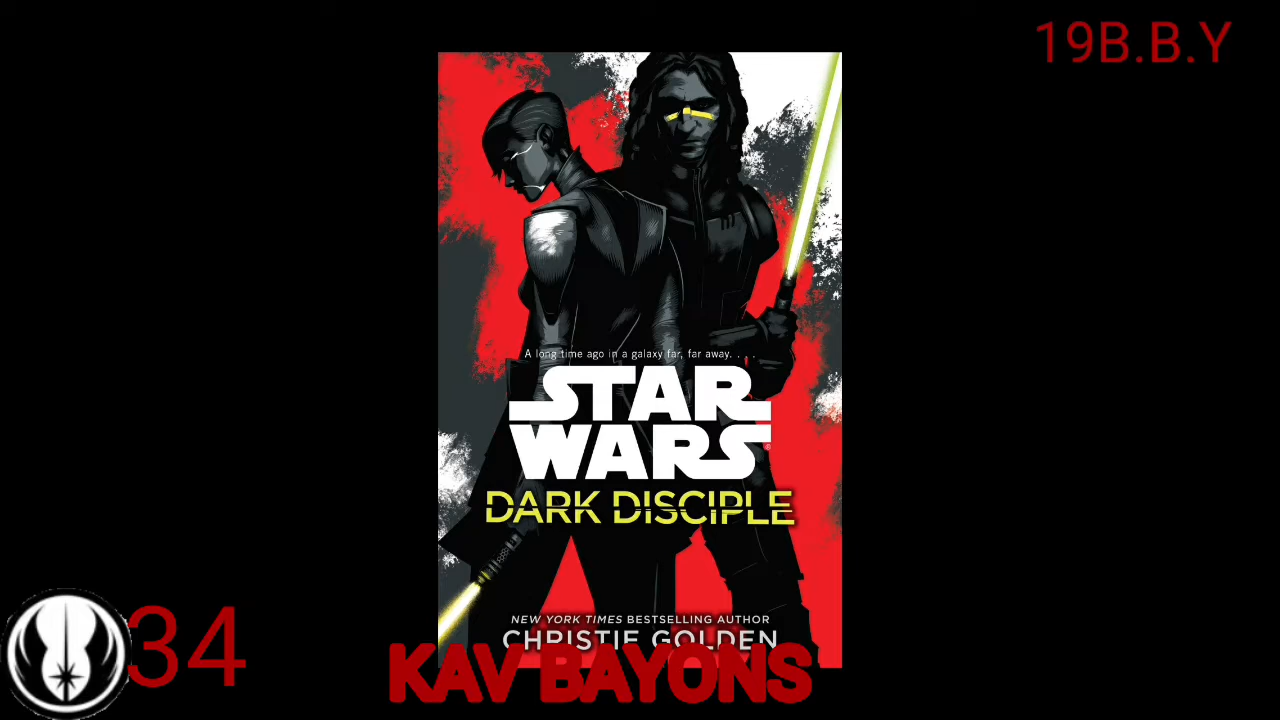 19B.B.Y
A long time ago in a galaxy far, far away. . . .
STAR
WARS®
DARK DISCIPLE
NEW YORK TIMES BESTSELLING AUTHOR
CHRISTIE GOLDEN
34
KAV BAYONS